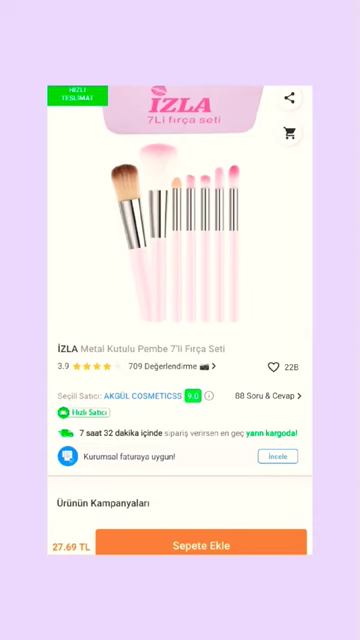 HIZLI
TESLİMAT
İZLA
7Li fırça seti
İZLA Metal Kutulu Pembe 7'li Fırça Seti
3.9 709 Değerlendirme 22B
Seçili Satıcı: AKGÜL COSMETICSS 9.0 88 Soru & Cevap
Hızlı Satıcı
7 saat 32 dakika içinde sipariş verirsen en geç yarın kargoda!
Kurumsal faturaya uygun! İncele
Ürünün Kampanyaları
27.69 TL Sepete Ekle